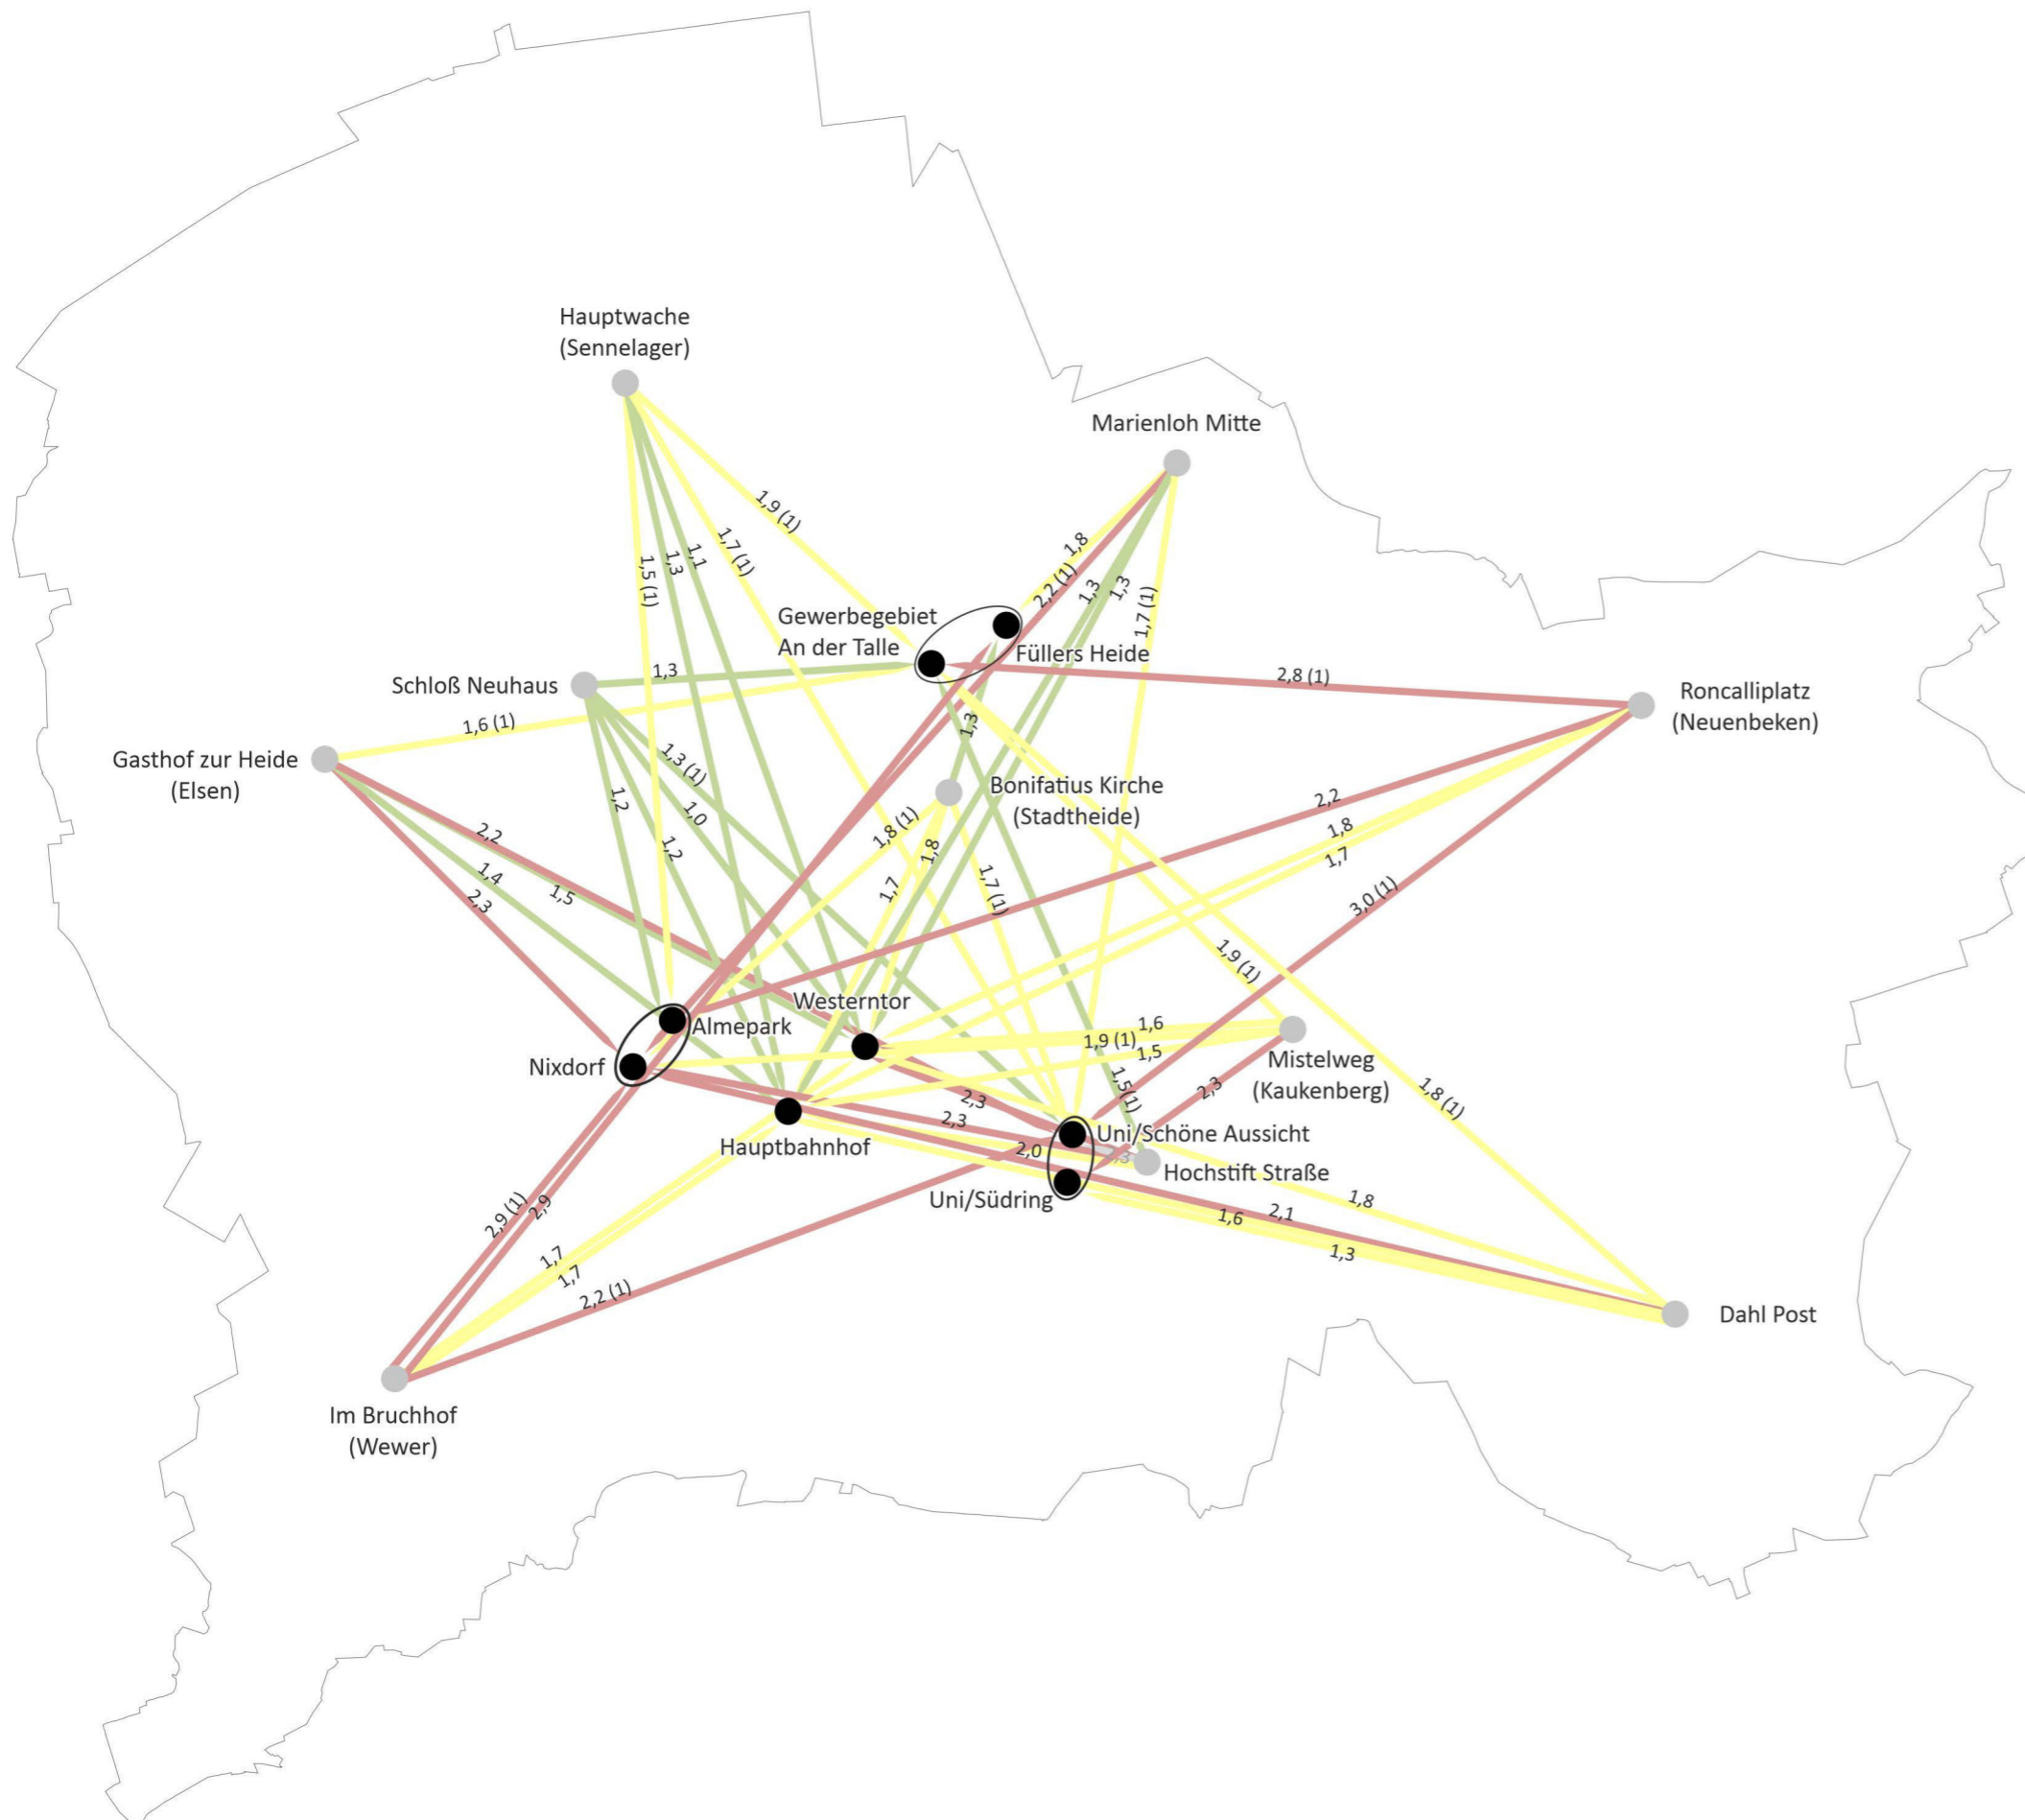 Hauptwache
(Sennelager)
Marienloh Mitte
1,9 (1)
1,7 (1)
1,5 (1)
1,3
1,1
1,8
2,2 (1)
1,3
1,3
1,7 (1)
Gewerbegebiet
An der Talle
Füllers Heide
Schloß Neuhaus
1,3
1,6 (1)
2,8 (1)
Roncalliplatz
(Neuenbeken)
Gasthof zur Heide
(Elsen)
1,3
1,3 (1)
1,0
1,2
1,2
Bonifatius Kirche
(Stadtheide)
1,8 (1)
1,8
1,7
1,7 (1)
2,2
1,8
1,7
3,0 (1)
2,2
1,4
1,5
2,3
1,9 (1)
Westerntor
Almepark
Nixdorf
1,6
1,9 (1)
1,5
Mistelweg
(Kaukenberg)
1,5(1)
2,3
2,3
2,3
1,8 (1)
Hauptbahnhof
Uni/Schöne Aussicht
2,0
Hochstift Straße
Uni/Südring
1,8
2,1
1,6
1,3
2,9 (1)
2,9
1,7
1,7
2,2 (1)
Dahl Post
Im Bruchhof
(Wewer)